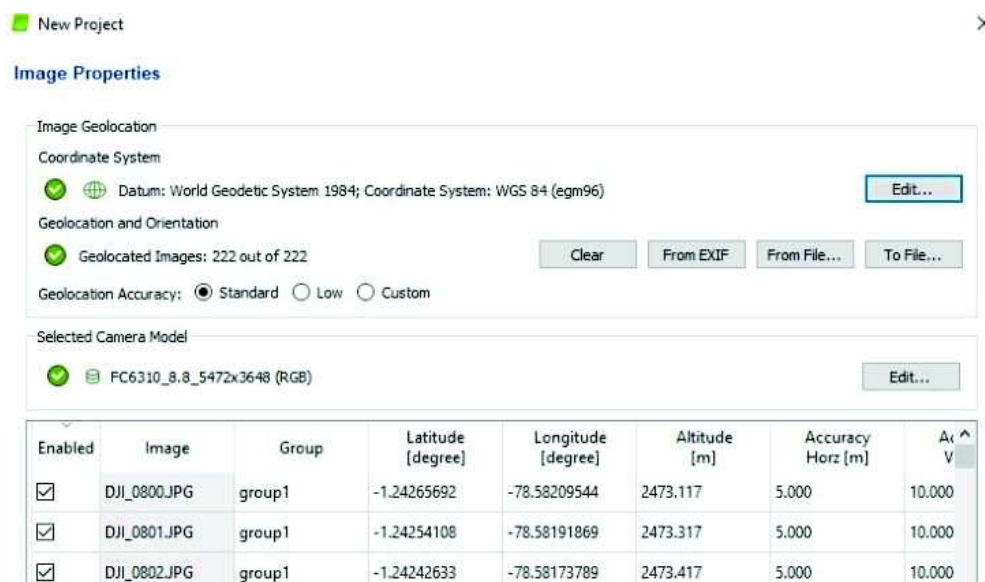 New Project
Image Properties
Image Geolocation
Coordinate System
Datum: World Geodetic System 1984; Coordinate System: WGS 84 (egm96)
Edit...
Geolocation and Orientation
Geolocated Images: 222 out of 222
Clear From EXIF From File... To File...
Geolocation Accuracy: Standard Low Custom
Selected Camera Model
FC6310_8.8_5472x3648 (RGB)
Edit...
Enabled Image Group Latitude [degree] Longitude [degree] Altitude [m] Accuracy Horz [m]
DJI_0800.JPG group1 -1.24265692 -78.58209544 2473.117 5.000 10.000
DJI_0801.JPG group1 -1.24254108 -78.58191869 2473.317 5.000 10.000
DJI_0802.JPG group1 -1.24242633 -78.58173789 2473.417 5.000 10.000